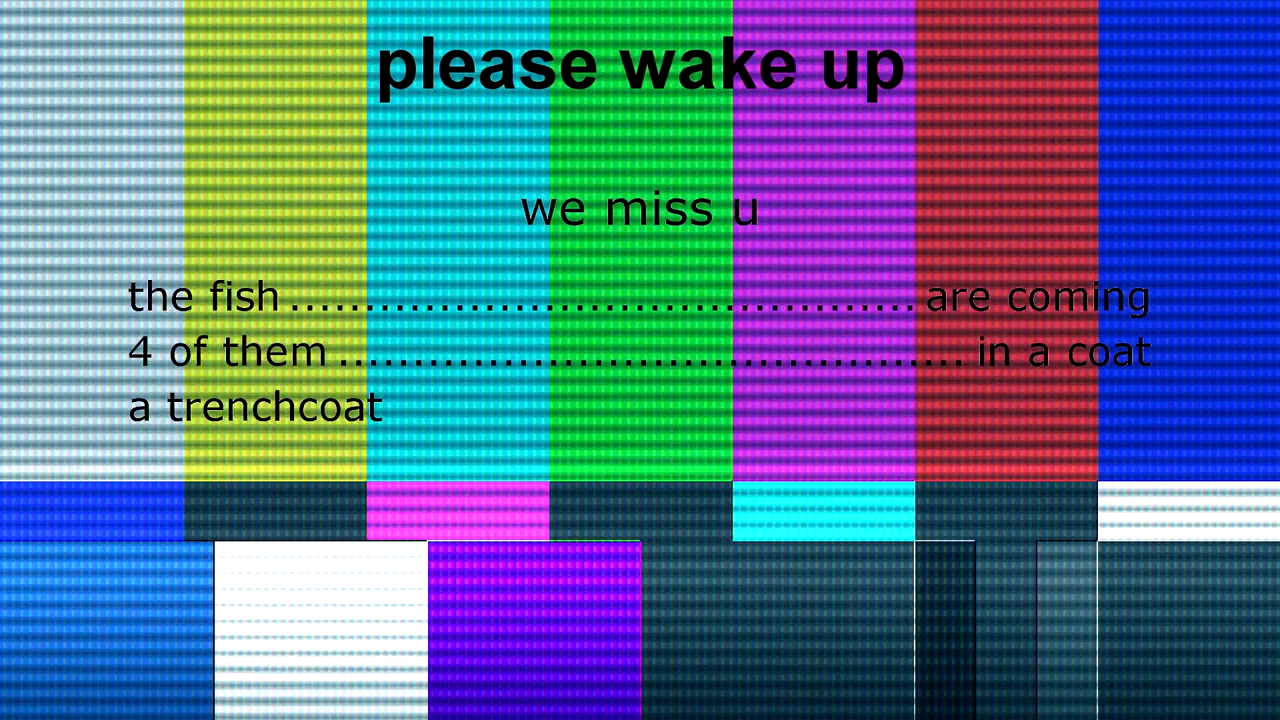 please wake up
we miss u
the fish .......................................... are coming
4 of them .......................................... in a coat
a trenchcoat